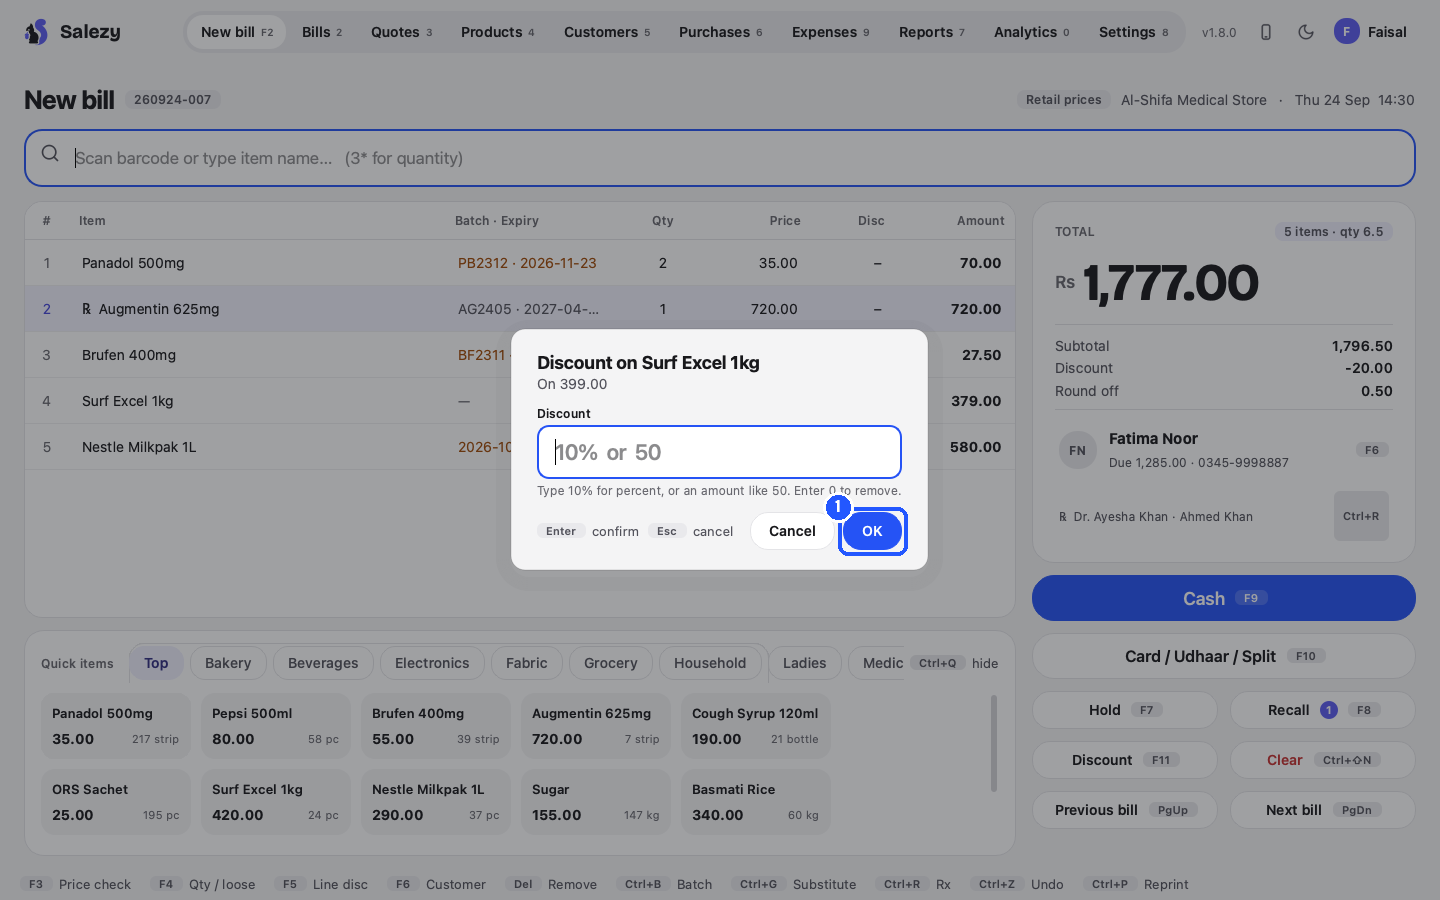 Salezy
New bill F2
Bills 2
Quotes 3
Products 4
Customers 5
Purchases 6
Expenses 9
Reports 7
Analytics 0
Settings 8
v1.8.0
F
Faisal
New bill
260924-007
Retail prices
Al-Shifa Medical Store · Thu 24 Sep 14:30
Scan barcode or type item name... (3* for quantity)
# Item Batch · Expiry Qty Price Disc Amount
1 Panadol 500mg PB2312 · 2026-11-23 2 35.00 – 70.00
2 ℞ Augmentin 625mg AG2405 · 2027-04-... 1 720.00 – 720.00
3 Brufen 400mg BF2311 · 27.50
4 Surf Excel 1kg — 379.00
5 Nestle Milkpak 1L 2026-10 580.00
Discount on Surf Excel 1kg
On 399.00
Discount
10% or 50
Type 10% for percent, or an amount like 50. Enter 0 to remove.
Enter confirm Esc cancel
Cancel
1
OK
TOTAL
5 items · qty 6.5
Rs 1,777.00
Subtotal 1,796.50
Discount -20.00
Round off 0.50
FN
Fatima Noor
Due 1,285.00 · 0345-9998887
F6
℞ Dr. Ayesha Khan · Ahmed Khan
Ctrl+R
Cash F9
Card / Udhaar / Split F10
Hold F7
Recall 1 F8
Discount F11
Clear Ctrl+⇧N
Previous bill PgUp
Next bill PgDn
Quick items
Top
Bakery
Beverages
Electronics
Fabric
Grocery
Household
Ladies
Medic
Ctrl+Q hide
Panadol 500mg
35.00 217 strip
Pepsi 500ml
80.00 58 pc
Brufen 400mg
55.00 39 strip
Augmentin 625mg
720.00 7 strip
Cough Syrup 120ml
190.00 21 bottle
ORS Sachet
25.00 195 pc
Surf Excel 1kg
420.00 24 pc
Nestle Milkpak 1L
290.00 37 pc
Sugar
155.00 147 kg
Basmati Rice
340.00 60 kg
F3 Price check
F4 Qty / loose
F5 Line disc
F6 Customer
Del Remove
Ctrl+B Batch
Ctrl+G Substitute
Ctrl+R Rx
Ctrl+Z Undo
Ctrl+P Reprint